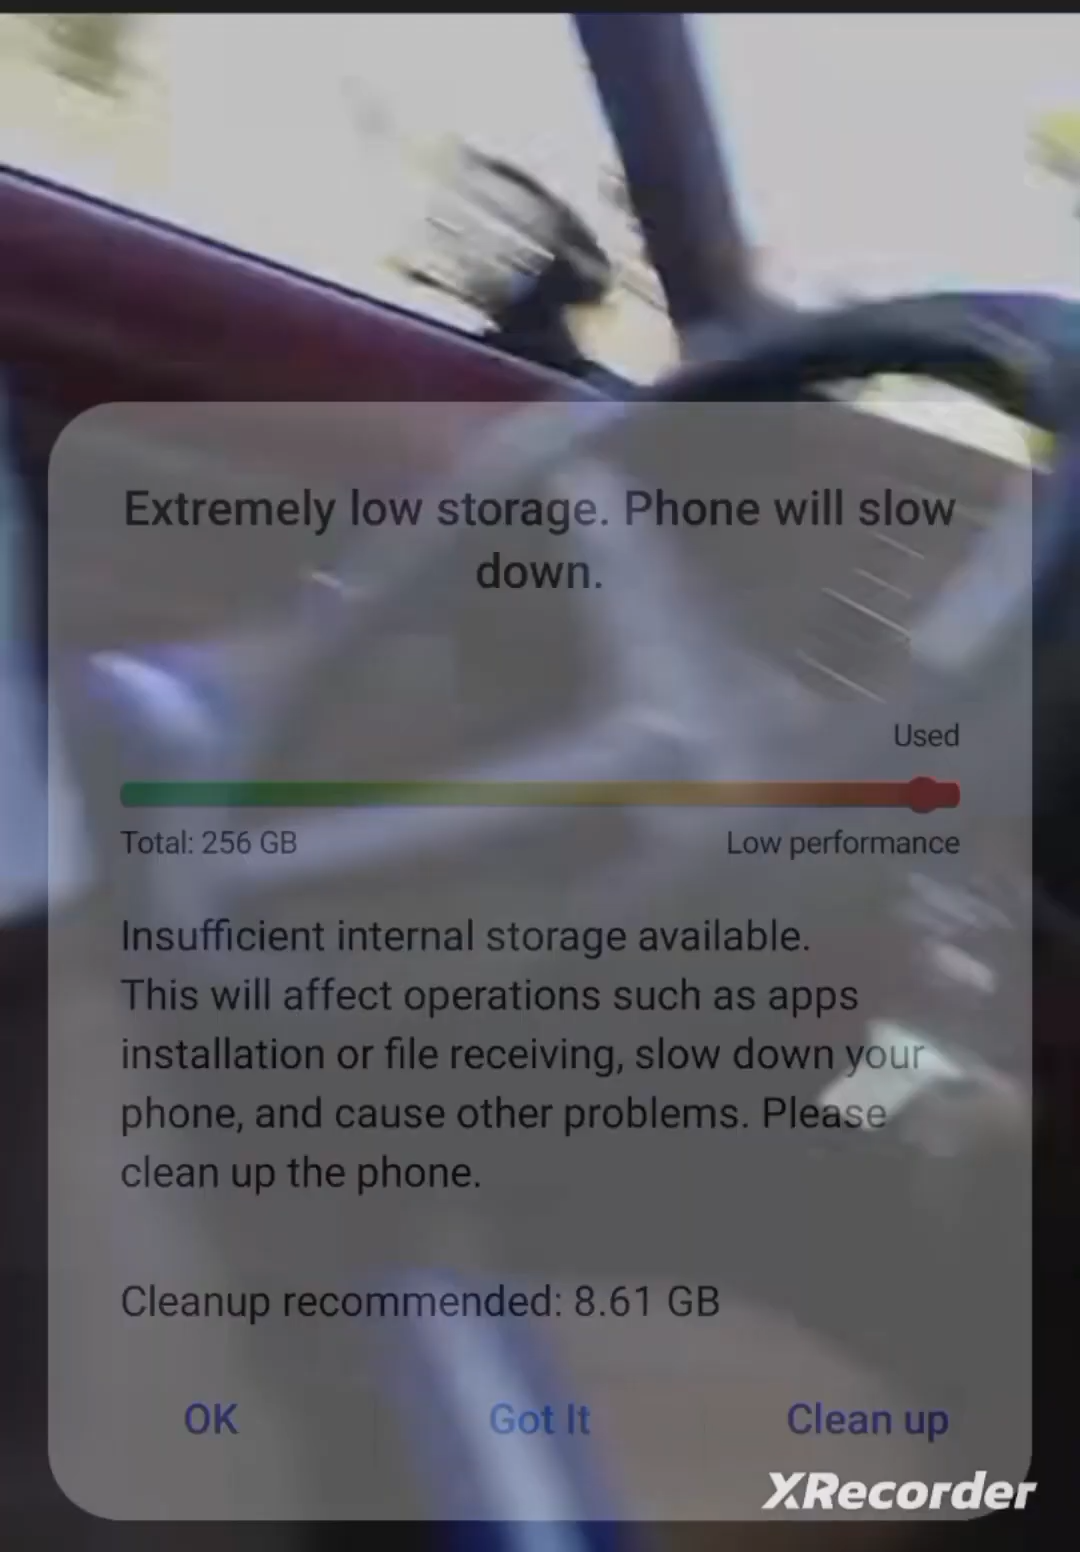 Extremely low storage. Phone will slow
down.
Used
Total: 256 GB
Low performance
Insufficient internal storage available.
This will affect operations such as apps
installation or file receiving, slow down your
phone, and cause other problems. Please
clean up the phone.
Cleanup recommended: 8.61 GB
OK
Got It
Clean up
XRecorder